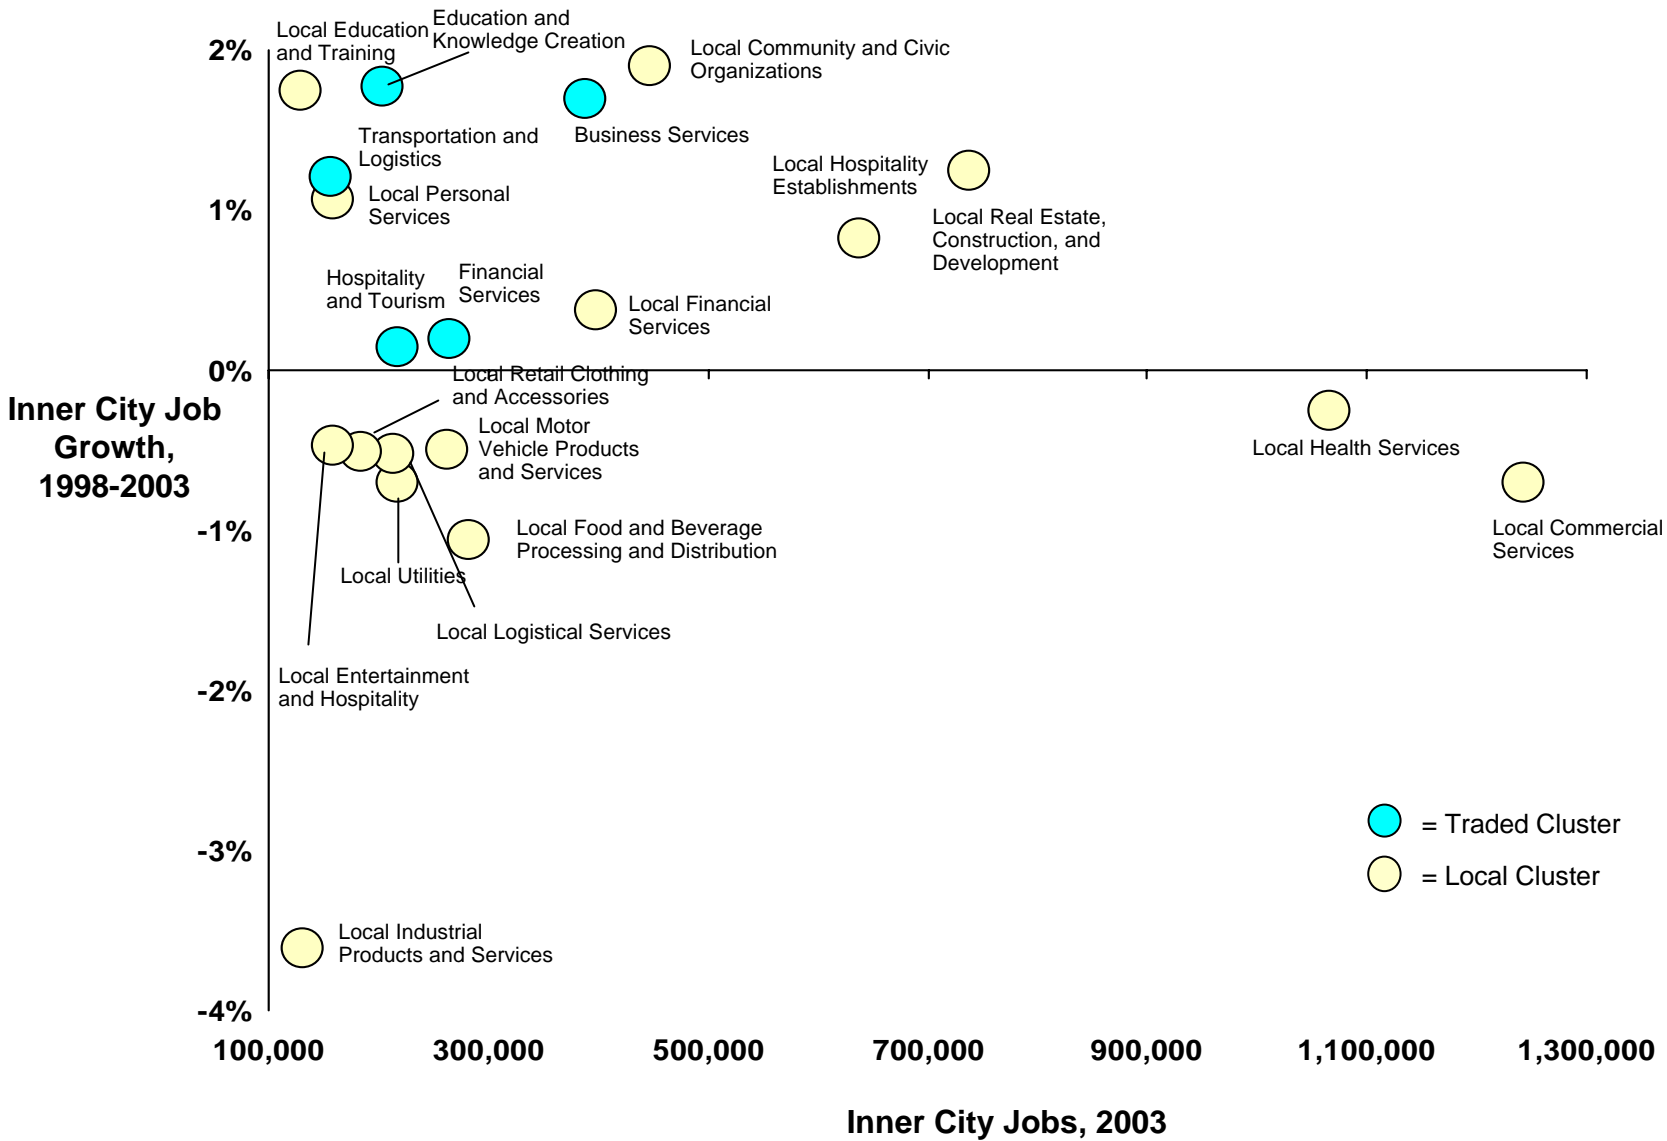 Local Education
and Training
Education and
Knowledge Creation
Local Community and Civic
Organizations
2%
Business Services
Transportation and
Logistics
Local Hospitality
Establishments
Local Personal
Services
1%
Local Real Estate,
Construction, and
Development
Hospitality
and Tourism
Financial
Services
Local Financial
Services
0%
Local Retail Clothing
and Accessories
Inner City Job
Growth,
1998-2003
Local Motor
Vehicle Products
and Services
Local Health Services
-1%
Local Food and Beverage
Processing and Distribution
Local Commercial
Services
Local Utilities
Local Logistical Services
Local Entertainment
and Hospitality
-2%
= Traded Cluster
-3%
= Local Cluster
Local Industrial
Products and Services
-4%
100,000
300,000
500,000
700,000
900,000
1,100,000
1,300,000
Inner City Jobs, 2003